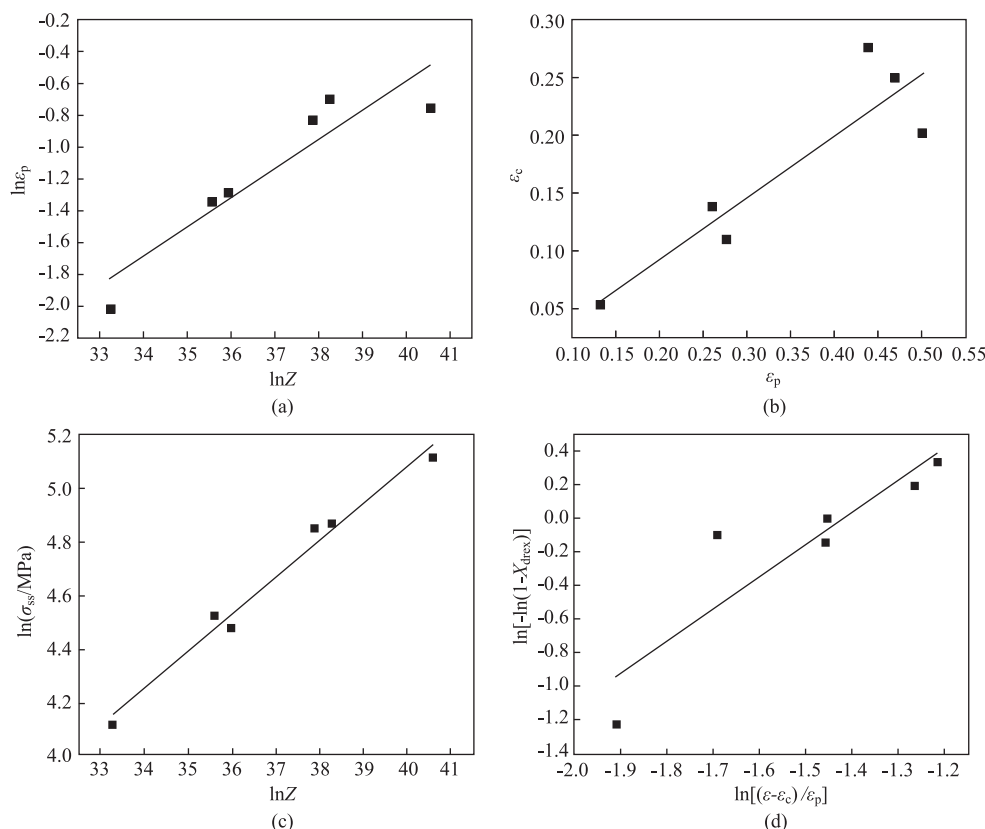 -0.2
-0.4
-0.6
-0.8
-1.0
-1.2
-1.4
-1.6
-1.8
-2.0
-2.2
lnεp
33 34 35 36 37 38 39 40 41
lnZ
(a)
0.30
0.25
0.20
0.15
0.10
0.05
εc
0.10 0.15 0.20 0.25 0.30 0.35 0.40 0.45 0.50 0.55
εp
(b)
5.2
5.0
4.8
4.6
4.4
4.2
4.0
ln(σss/MPa)
33 34 35 36 37 38 39 40 41
lnZ
(c)
0.4
0.2
0.0
-0.2
-0.4
-0.6
-0.8
-1.0
-1.2
-1.4
ln[-ln(1-Xdrex)]
-2.0 -1.9 -1.8 -1.7 -1.6 -1.5 -1.4 -1.3 -1.2
ln[(ε-εc)/εp]
(d)